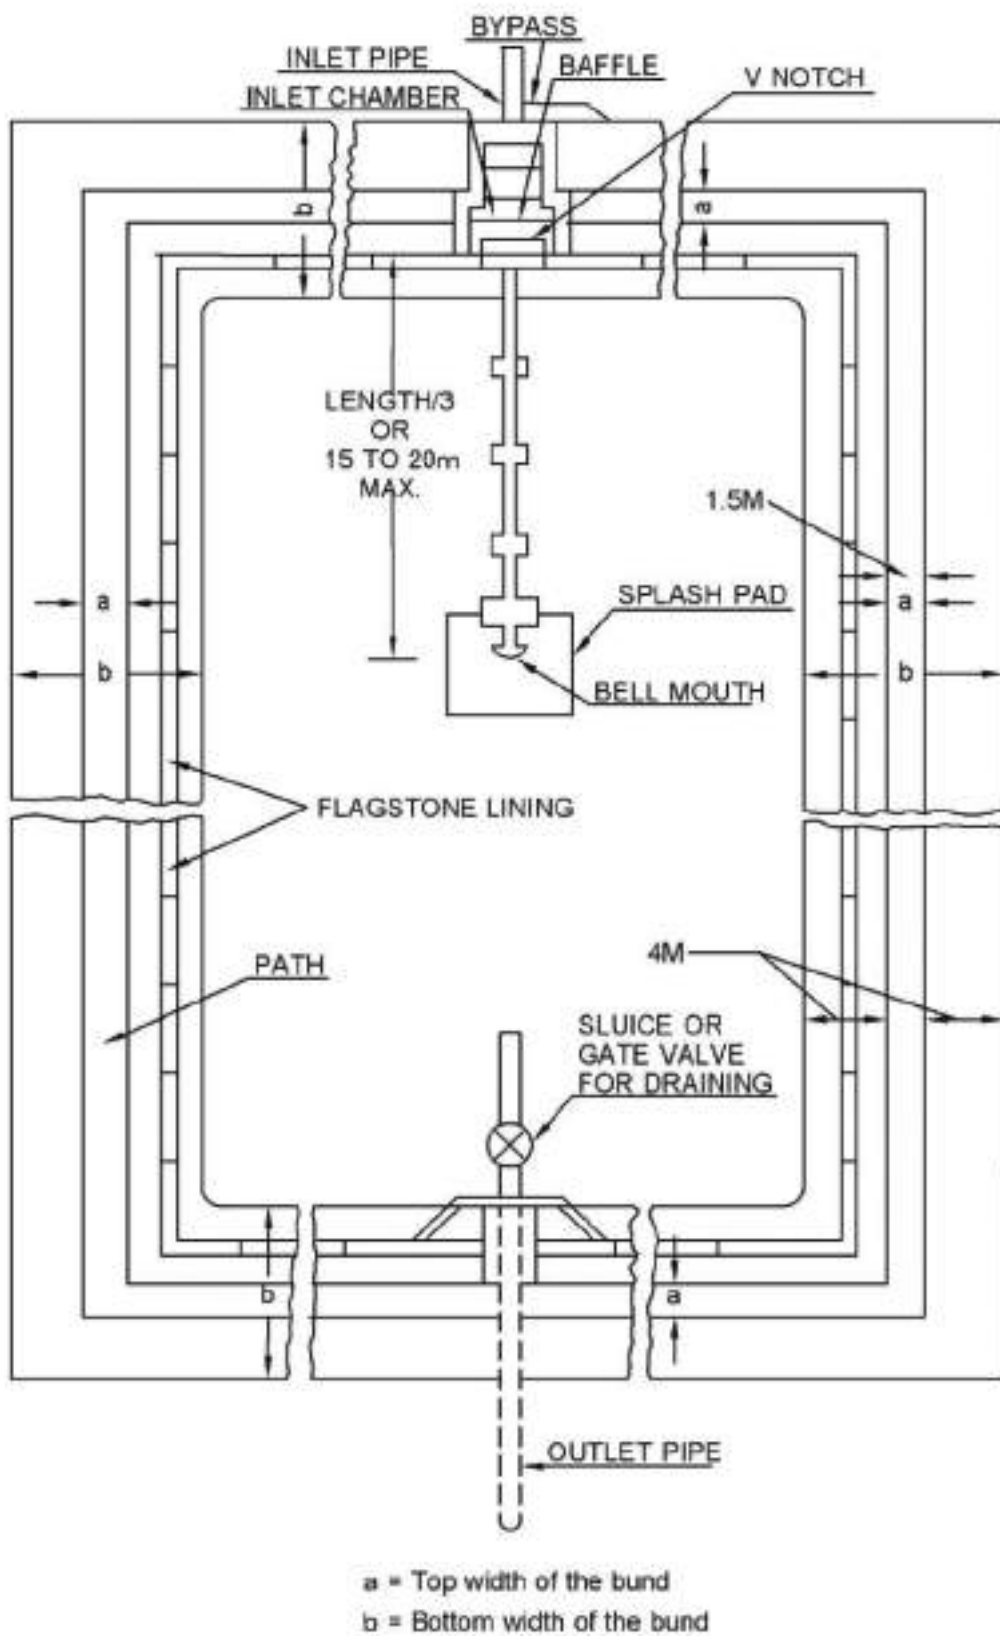 BYPASS
INLET PIPE
BAFFLE
V NOTCH
INLET CHAMBER
b
a
LENGTH/3
OR
15 TO 20m
MAX.
1.5M
SPLASH PAD
a
a
b
b
BELL MOUTH
FLAGSTONE LINING
PATH
4M
SLUICE OR
GATE VALVE
FOR DRAINING
b
a
OUTLET PIPE
a = Top width of the bund
b = Bottom width of the bund